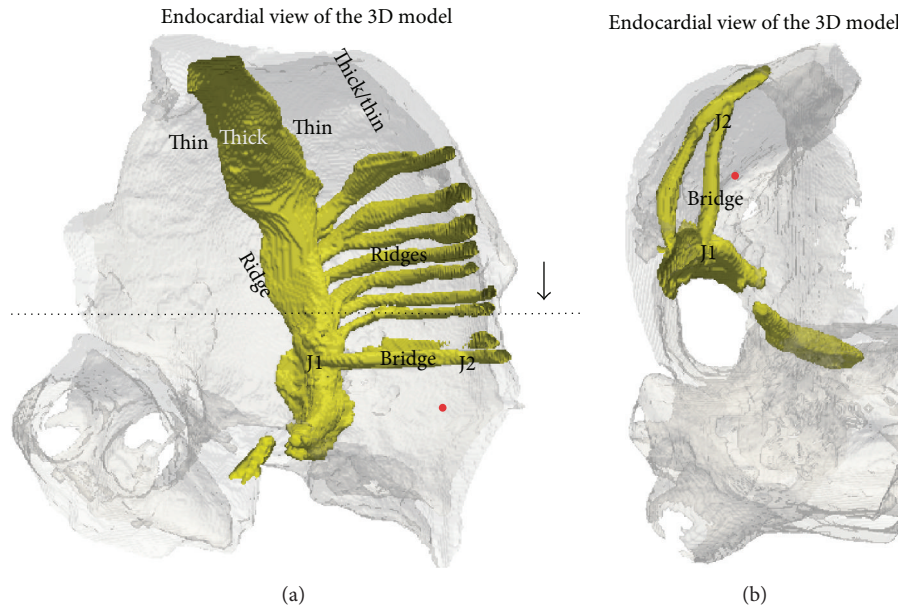 Endocardial view of the 3D model
Endocardial view of the 3D model
Thick/thin
Thin
Thick
Thin
Ridge
Ridges
J1
Bridge
J2
J2
Bridge
J1
(a)
(b)